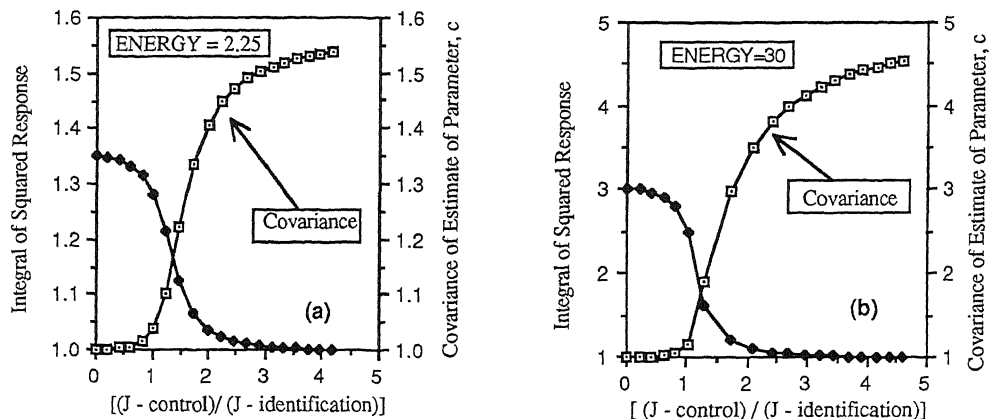 ENERGY = 2.25
Integral of Squared Response
1.6
1.5
1.4
1.3
1.2
1.1
1.0
Covariance
(a)
1.6
1.5
1.4
1.3
1.2
1.1
1.0
Covariance of Estimate of Parameter, c
0 1 2 3 4 5
[(J - control)/ (J - identification)]
ENERGY=30
Integral of Squared Response
5
4
3
2
1
Covariance
(b)
5
4
3
2
1
Covariance of Estimate of Parameter, c
0 1 2 3 4 5
[ (J - control) / (J - identification)]